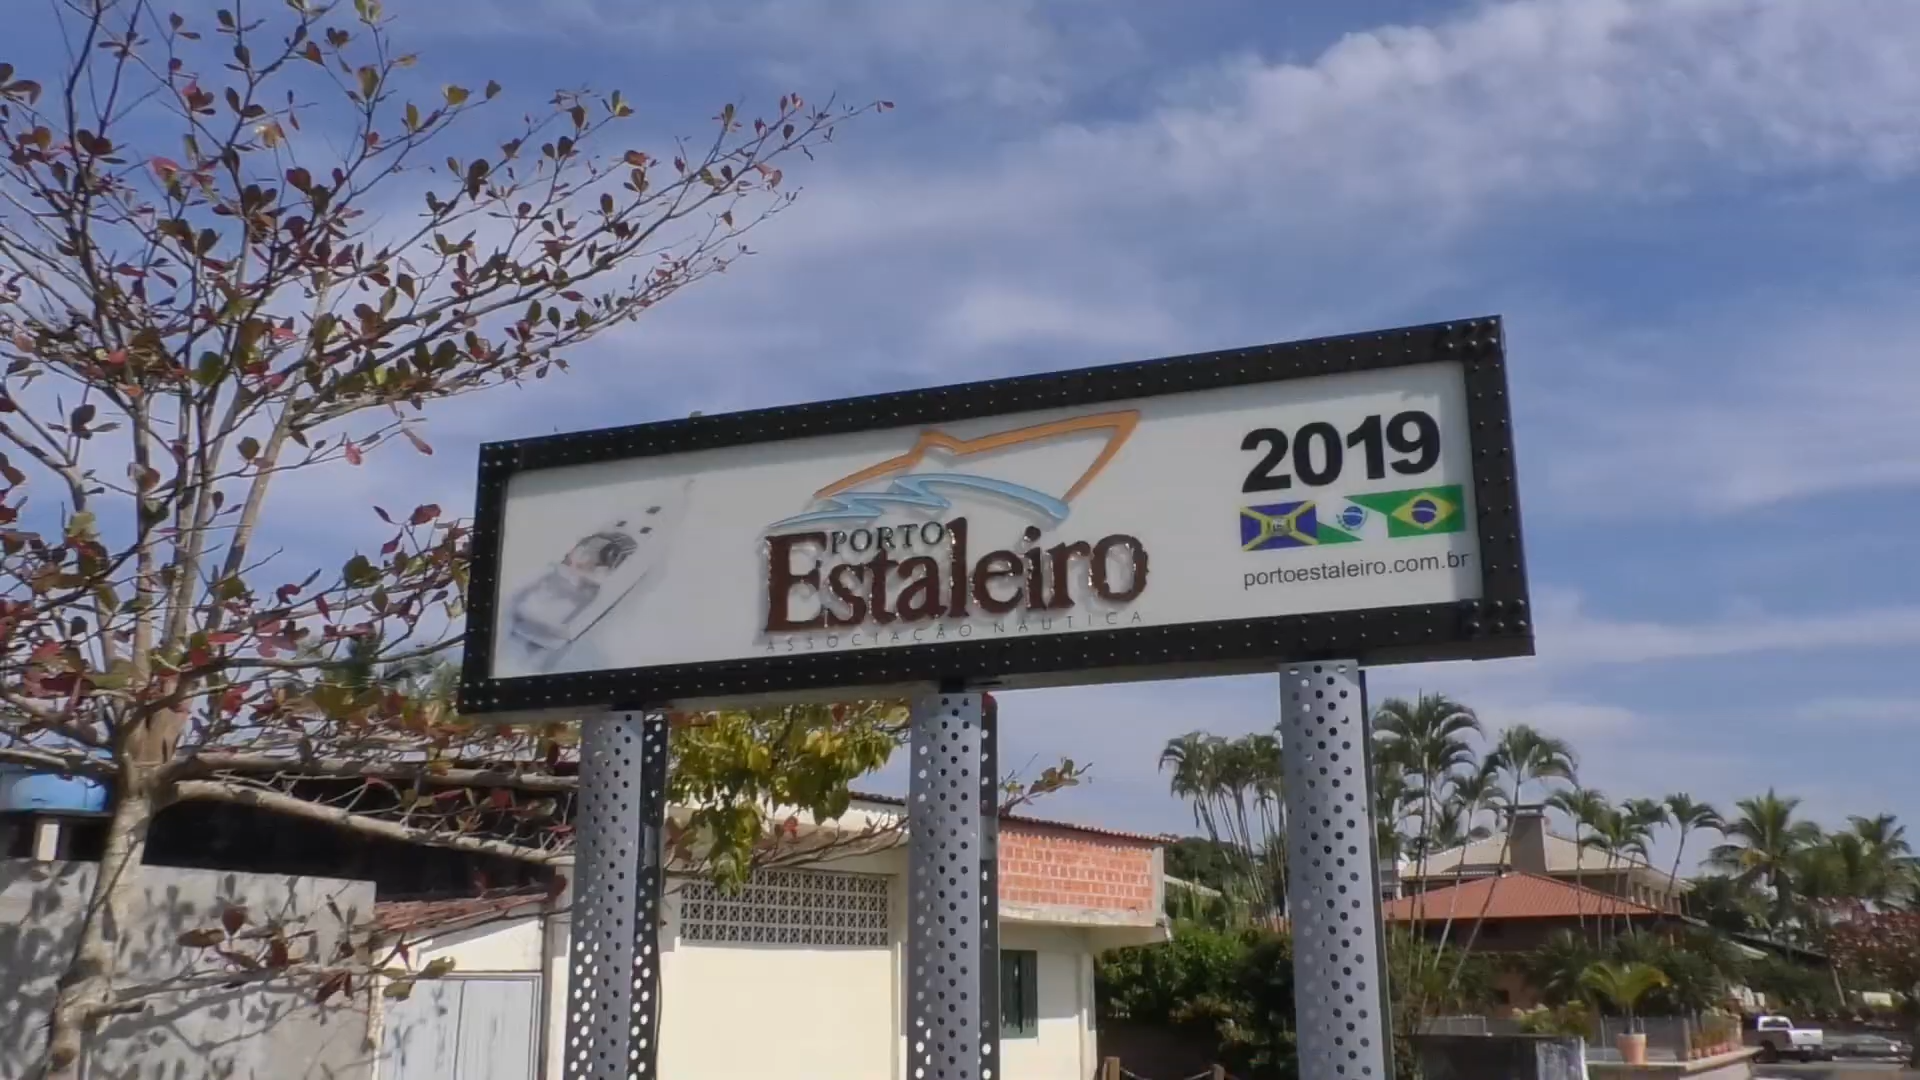 PORTO
Estaleiro
ASSOCIAÇÃO NÁUTICA
2019
portoestaleiro.com.br